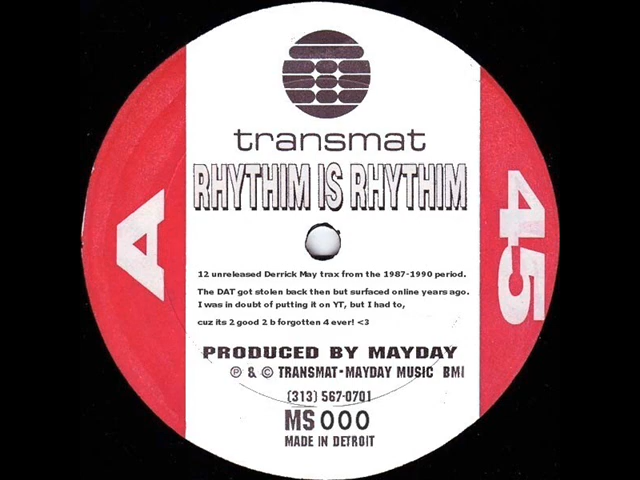 transmat
RHYTHIM IS RHYTHIM
A
45
12 unreleased Derrick May trax from the 1987-1990 period.
The DAT got stolen back then but surfaced online years ago.
I was in doubt of putting it on YT, but I had to,
cuz its 2 good 2 b forgotten 4 ever! <3
PRODUCED BY MAYDAY
℗ & © TRANSMAT-MAYDAY MUSIC BMI
(313) 567-0701
MS 000
MADE IN DETROIT